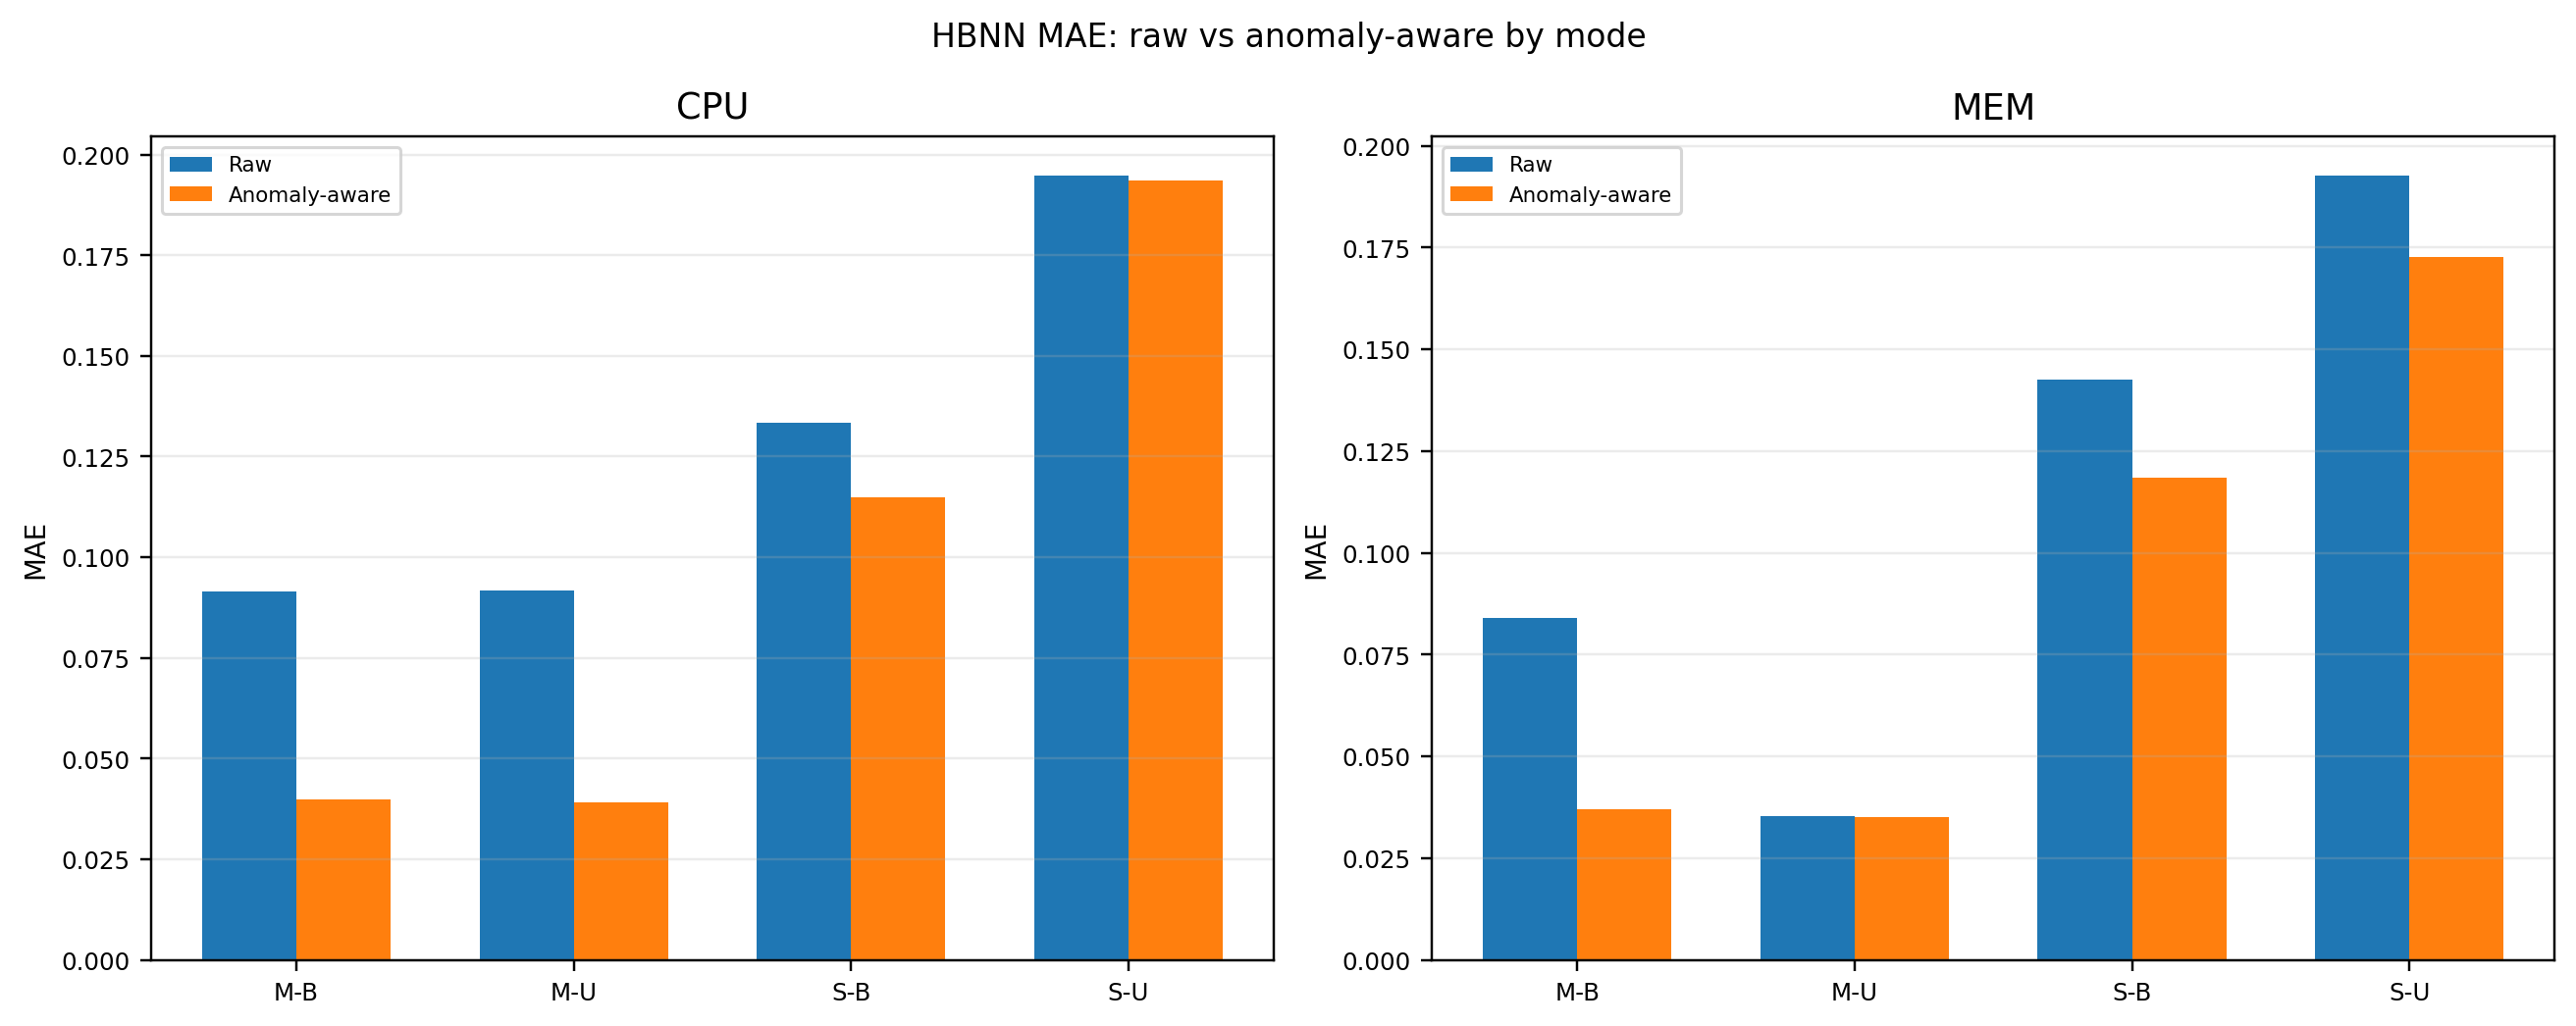 HBNN MAE: raw vs anomaly-aware by mode
CPU
Raw
Anomaly-aware
MAE
0.200
0.175
0.150
0.125
0.100
0.075
0.050
0.025
0.000
M-B
M-U
S-B
S-U
MEM
Raw
Anomaly-aware
MAE
0.200
0.175
0.150
0.125
0.100
0.075
0.050
0.025
0.000
M-B
M-U
S-B
S-U